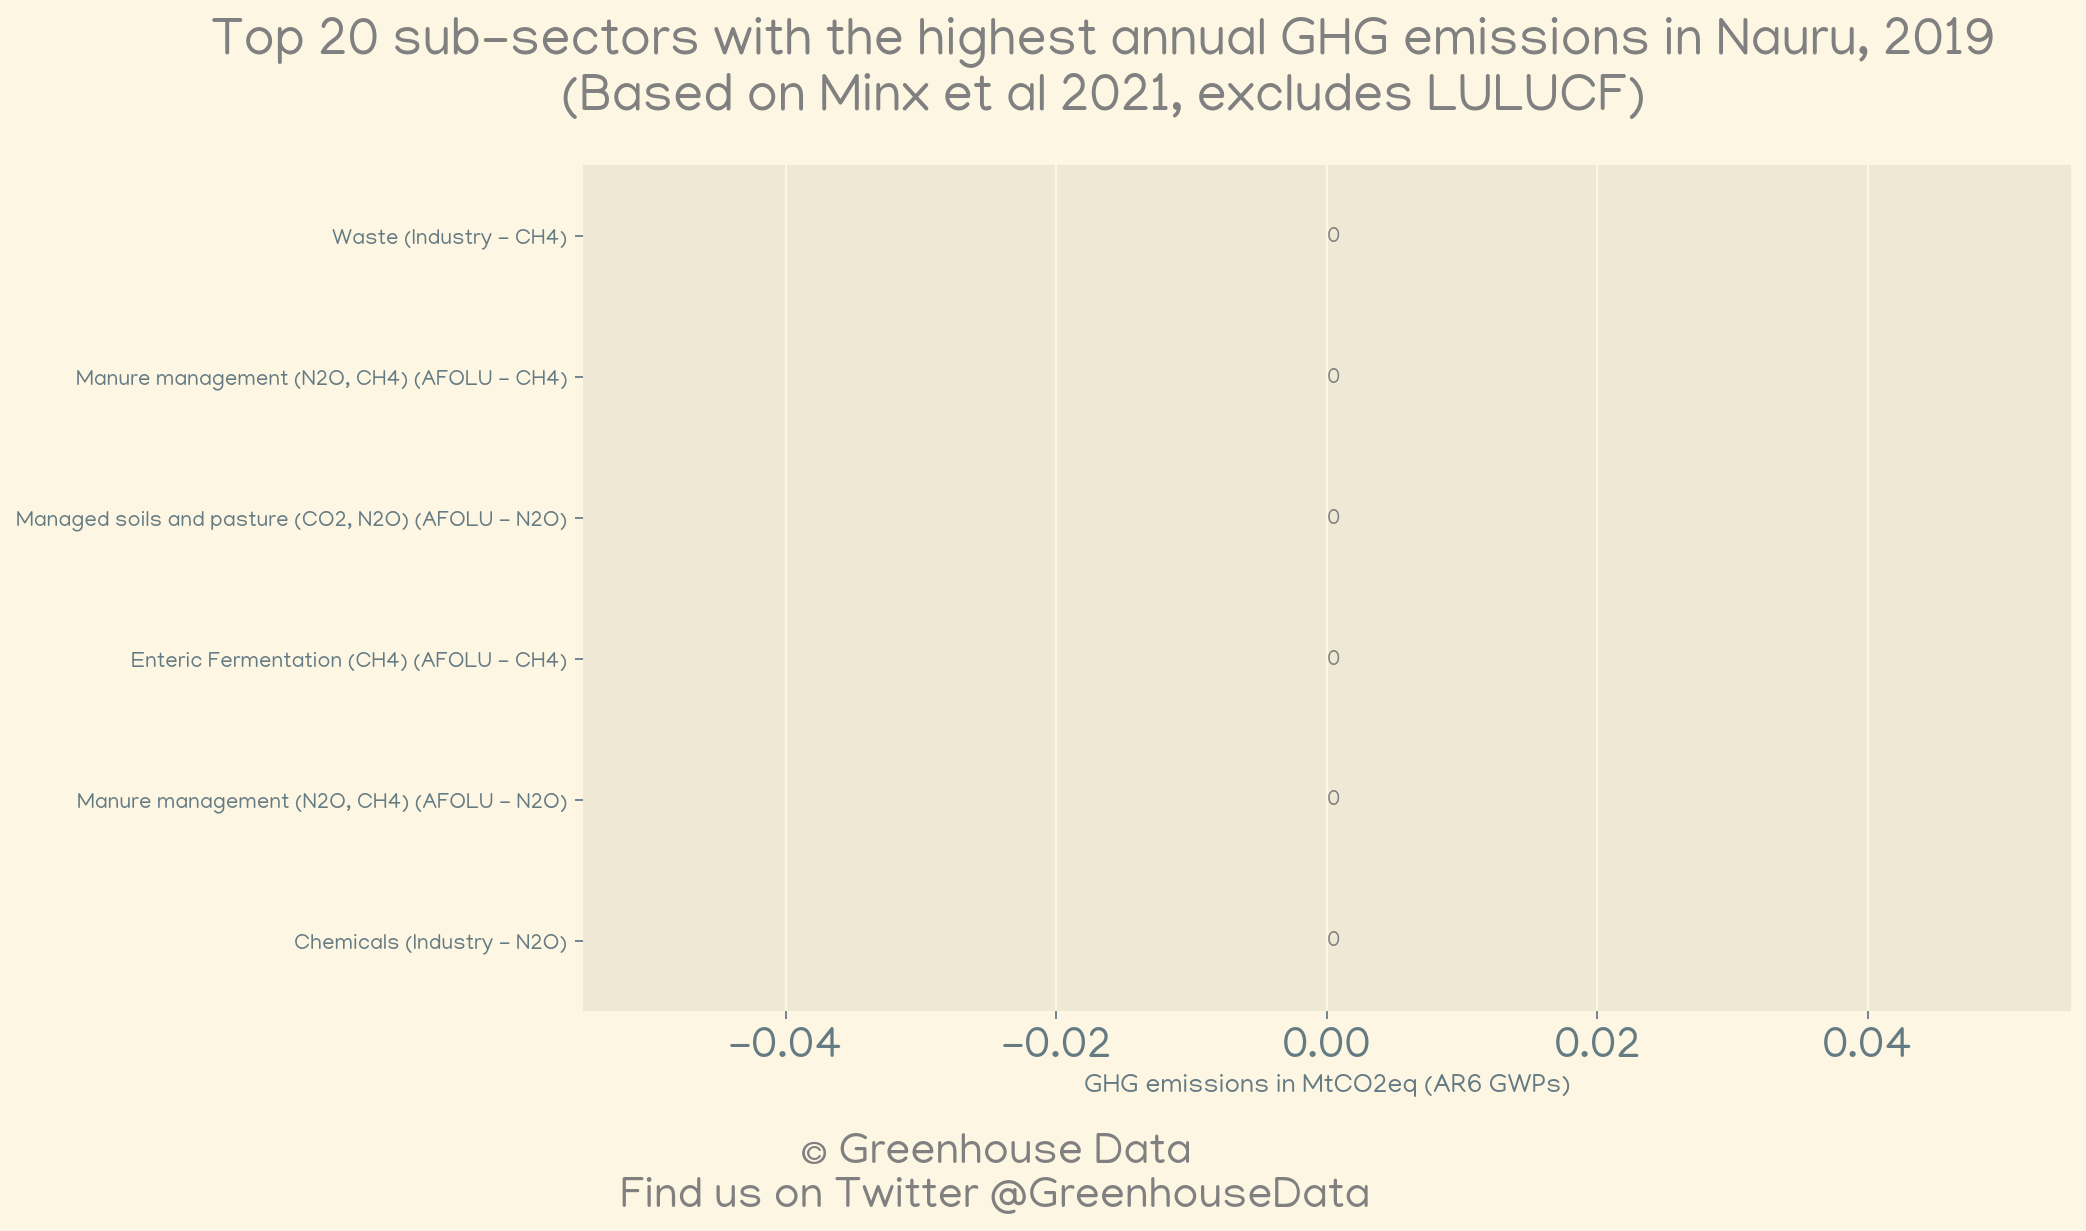 Top 20 sub-sectors with the highest annual GHG emissions in Nauru, 2019
(Based on Minx et al 2021, excludes LULUCF)
Waste (Industry - CH4)
0
Manure management (N2O, CH4) (AFOLU - CH4)
0
Managed soils and pasture (CO2, N2O) (AFOLU - N2O)
0
Enteric Fermentation (CH4) (AFOLU - CH4)
0
Manure management (N2O, CH4) (AFOLU - N2O)
0
Chemicals (Industry - N2O)
0
-0.04 -0.02 0.00 0.02 0.04
GHG emissions in MtCO2eq (AR6 GWPs)
© Greenhouse Data
Find us on Twitter @GreenhouseData